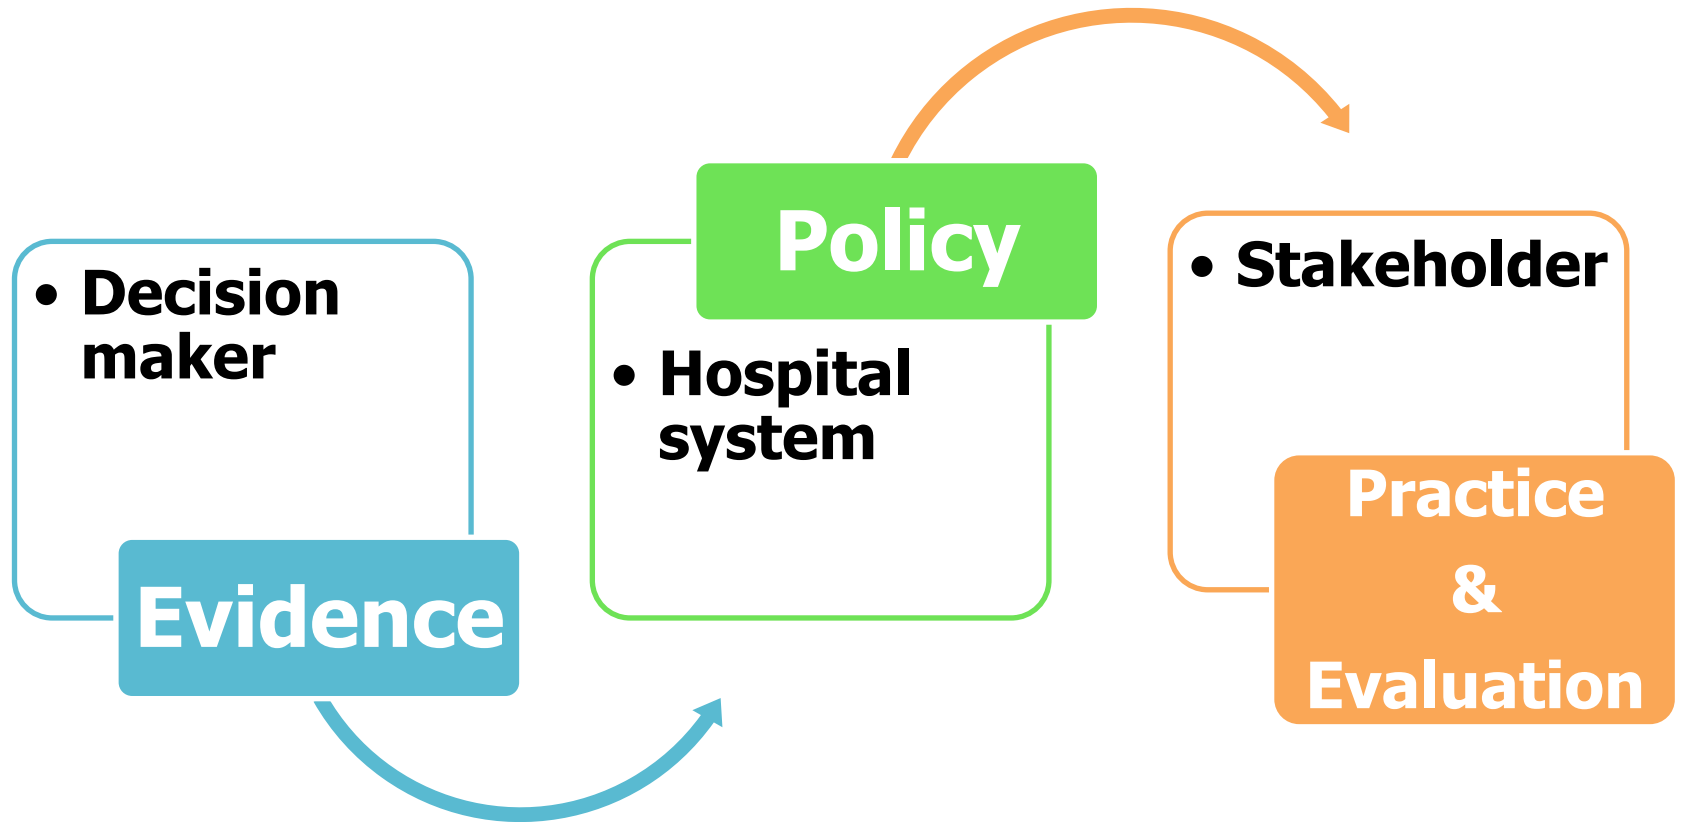 • Decision
maker
Evidence
Policy
• Hospital
system
• Stakeholder
Practice
&
Evaluation